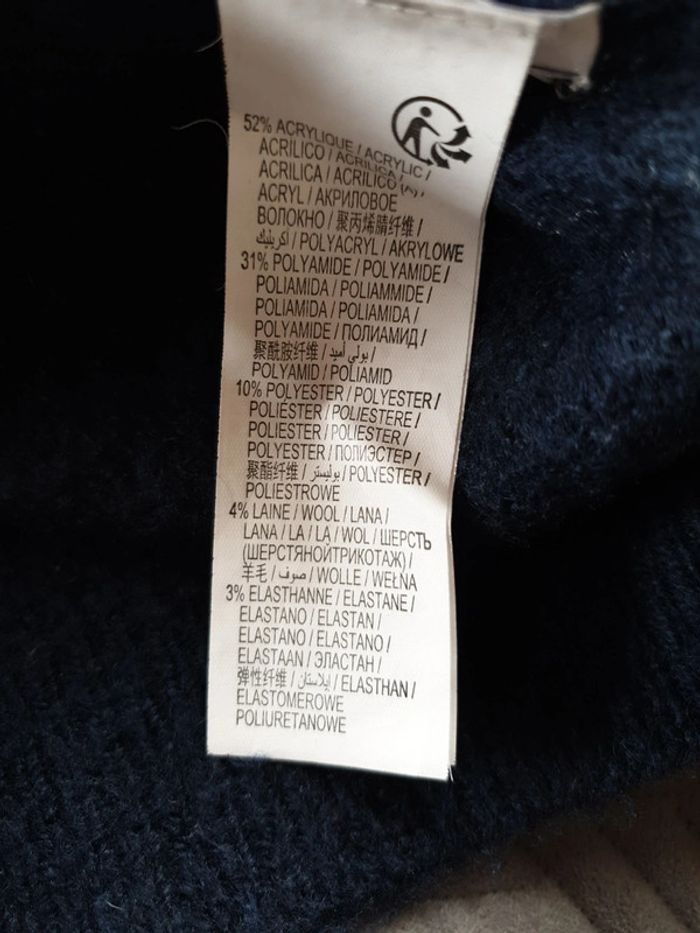 52% ACRYLIQUE / ACRYLIC /
ACRILICO / ACRILICA /
ACRILICA / ACRILICO (A) /
ACRYL / АКРИЛОВОЕ
ВОЛОКНО / 聚丙烯腈纤维 /
اكريليك / POLYACRYL / AKRYLOWE
31% POLYAMIDE / POLYAMIDE /
POLIAMIDA / POLIAMMIDE /
POLIAMIDA / POLIAMIDA /
POLYAMIDE / ПОЛИАМИД /
聚酰胺纤维 / بولي أميد /
POLYAMID / POLIAMID
10% POLYESTER / POLYESTER /
POLIÉSTER / POLIESTERE /
POLIESTER / POLIESTER /
POLYESTER / ПОЛИЭСТЕР /
聚酯纤维 / بوليستر / POLYESTER /
POLIESTROWE
4% LAINE / WOOL / LANA /
LANA / LA / LA / WOL / ШЕРСТЬ
(ШЕРСТЯНОЙТРИКОТАЖ) /
羊毛 / صوف / WOLLE / WEŁNA
3% ELASTHANNE / ELASTANE /
ELASTANO / ELASTAN /
ELASTANO / ELASTANO /
ELASTAAN / ЭЛАСТАН /
弹性纤维 / إيلاستان / ELASTHAN /
ELASTOMEROWE
POLIURETANOWE